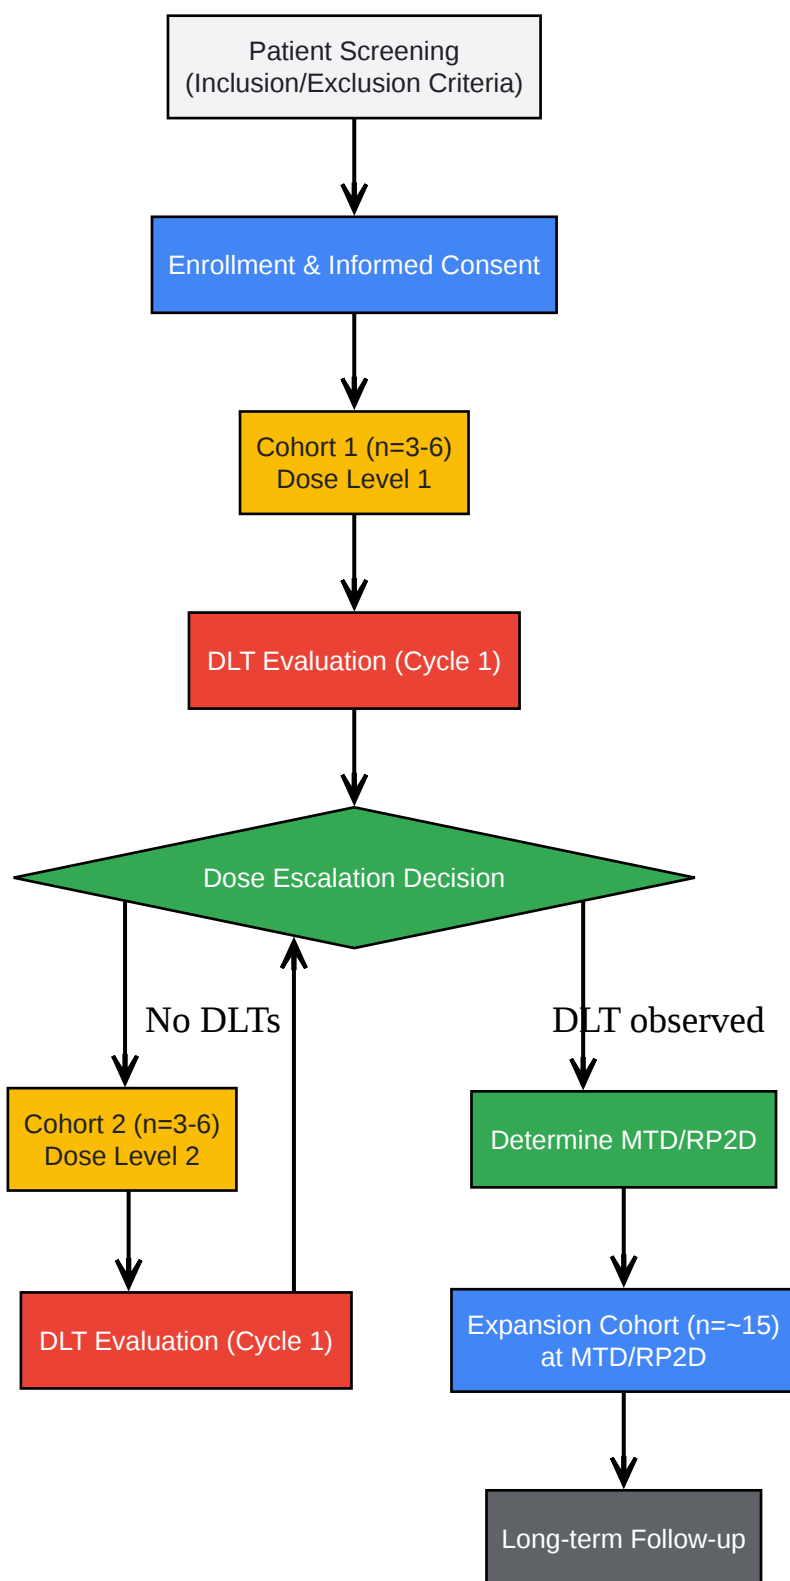 Patient Screening
(Inclusion/Exclusion Criteria)
Enrollment & Informed Consent
Cohort 1 (n=3-6)
Dose Level 1
DLT Evaluation (Cycle 1)
Dose Escalation Decision
No DLTs
DLT observed
Cohort 2 (n=3-6)
Dose Level 2
Determine MTD/RP2D
DLT Evaluation (Cycle 1)
Expansion Cohort (n=~15)
at MTD/RP2D
Long-term Follow-up